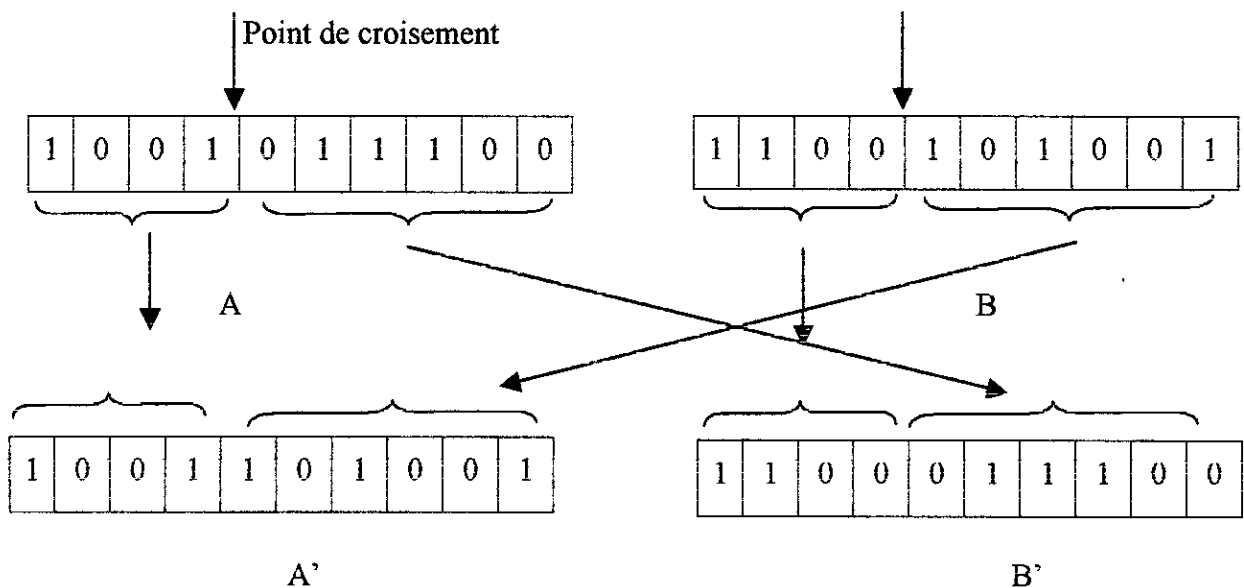 Point de croisement
1 0 0 1 0 1 1 1 0 0
1 1 0 0 1 0 1 0 0 1
A
B
1 0 0 1 1 0 1 0 0 1
1 1 0 0 0 1 1 1 0 0
A'
B'